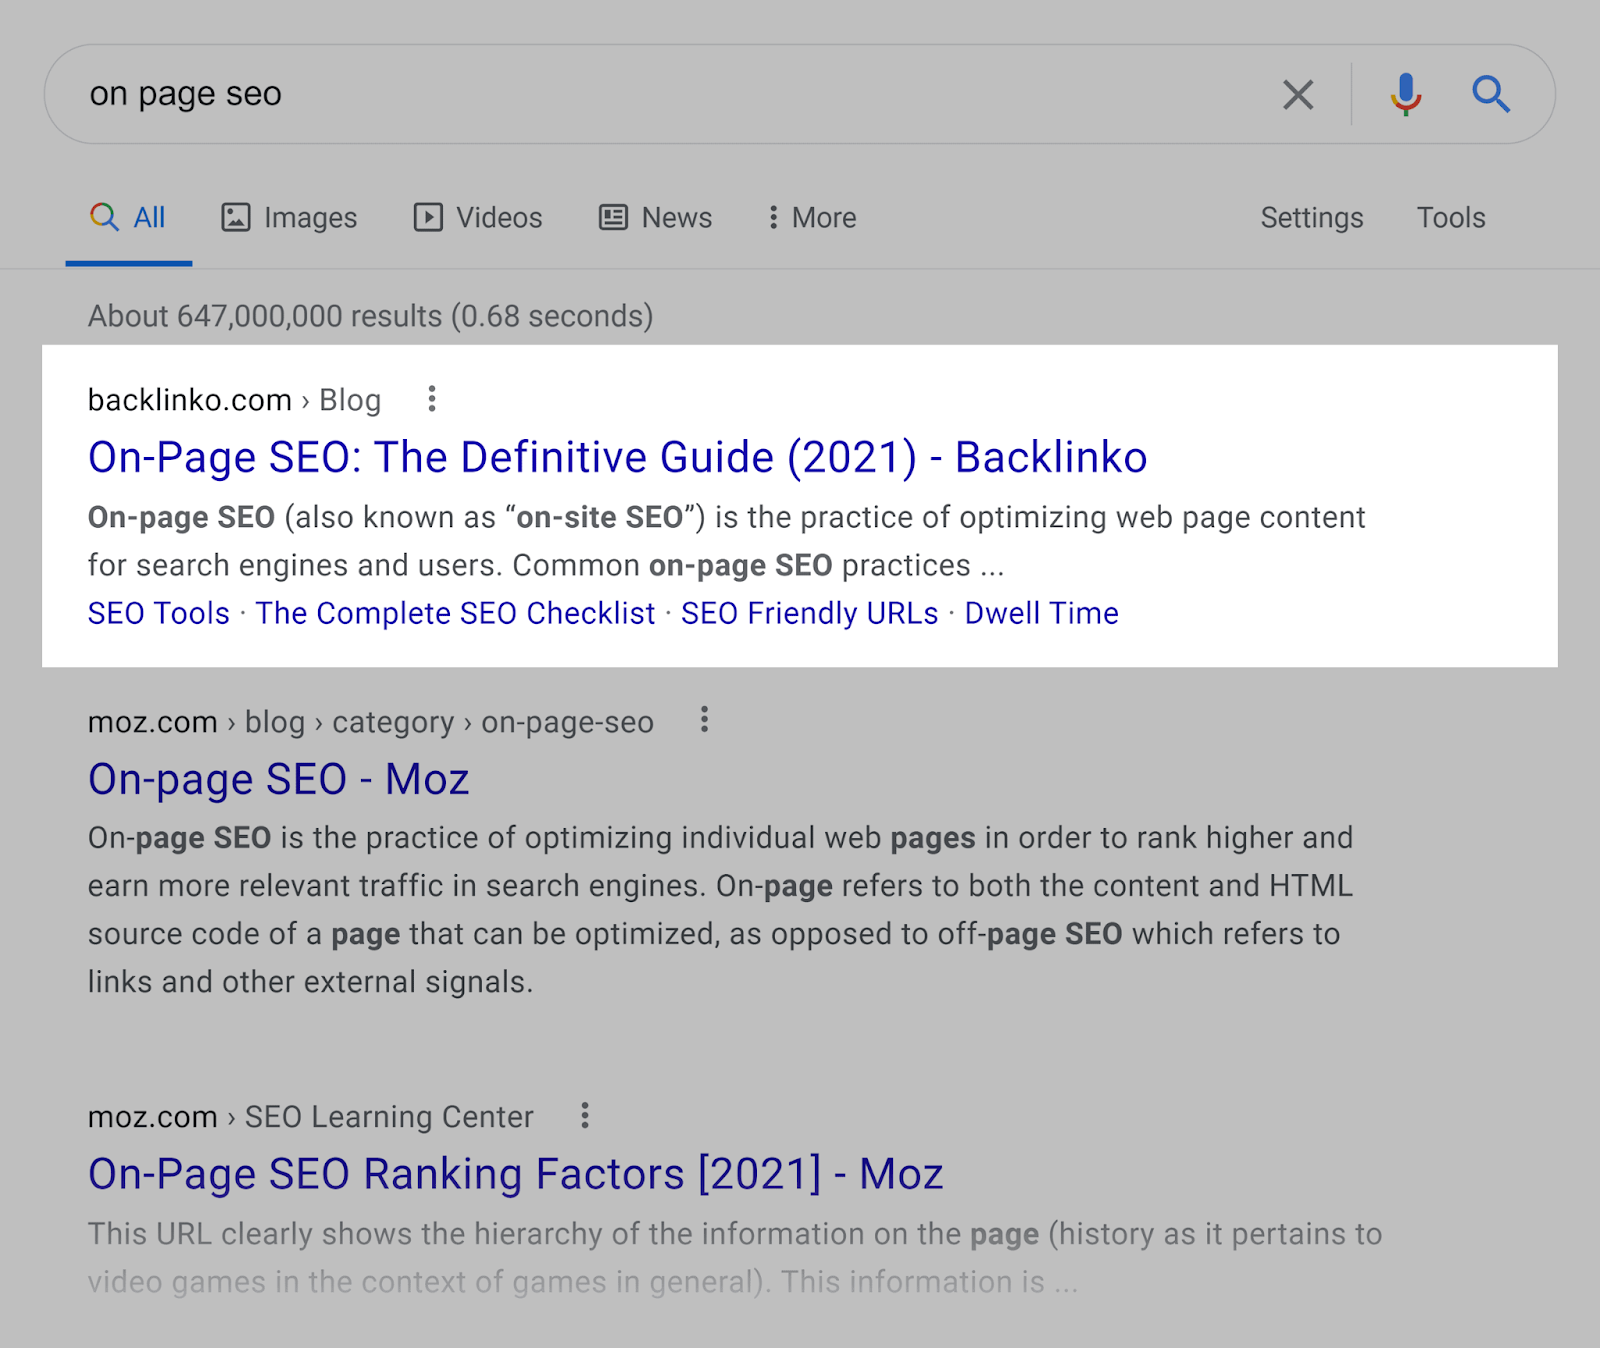 on page seo
All Images Videos News More Settings Tools
About 647,000,000 results (0.68 seconds)
backlinko.com › Blog
On-Page SEO: The Definitive Guide (2021) - Backlinko
On-page SEO (also known as “on-site SEO”) is the practice of optimizing web page content
for search engines and users. Common on-page SEO practices ...
SEO Tools · The Complete SEO Checklist · SEO Friendly URLs · Dwell Time
moz.com › blog › category › on-page-seo
On-page SEO - Moz
On-page SEO is the practice of optimizing individual web pages in order to rank higher and
earn more relevant traffic in search engines. On-page refers to both the content and HTML
source code of a page that can be optimized, as opposed to off-page SEO which refers to
links and other external signals.
moz.com › SEO Learning Center
On-Page SEO Ranking Factors [2021] - Moz
This URL clearly shows the hierarchy of the information on the page (history as it pertains to
video games in the context of games in general). This information is ...